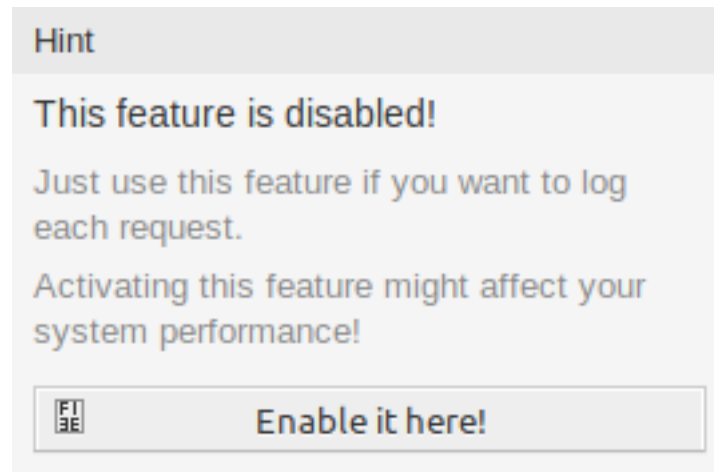 Hint
This feature is disabled!
Just use this feature if you want to log
each request.
Activating this feature might affect your
system performance!
Enable it here!